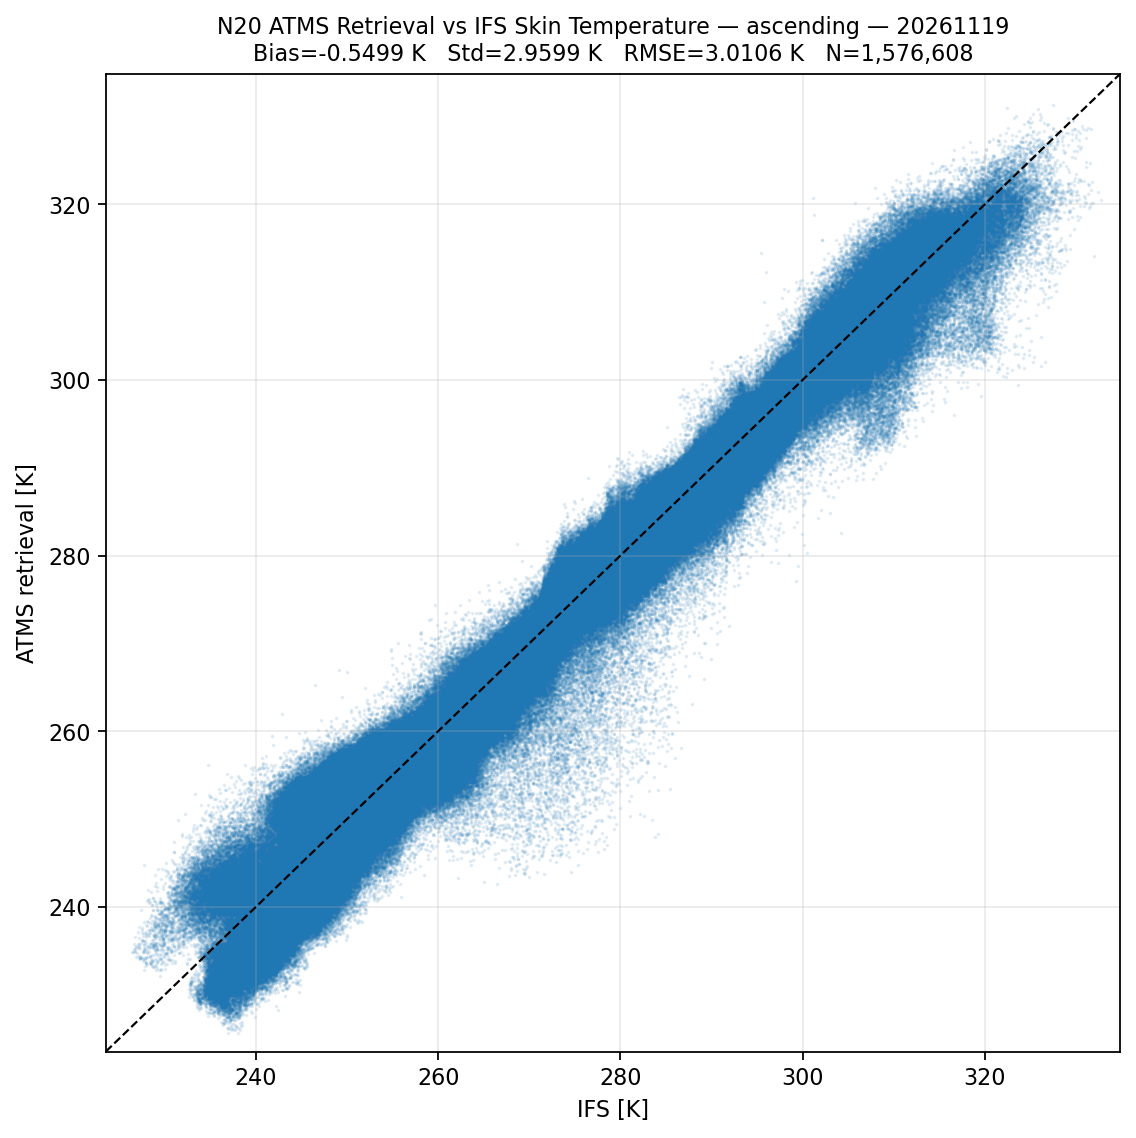 N20 ATMS Retrieval vs IFS Skin Temperature — ascending — 20261119
Bias=-0.5499 K   Std=2.9599 K   RMSE=3.0106 K   N=1,576,608
320
300
280
260
240
ATMS retrieval [K]
240 260 280 300 320
IFS [K]